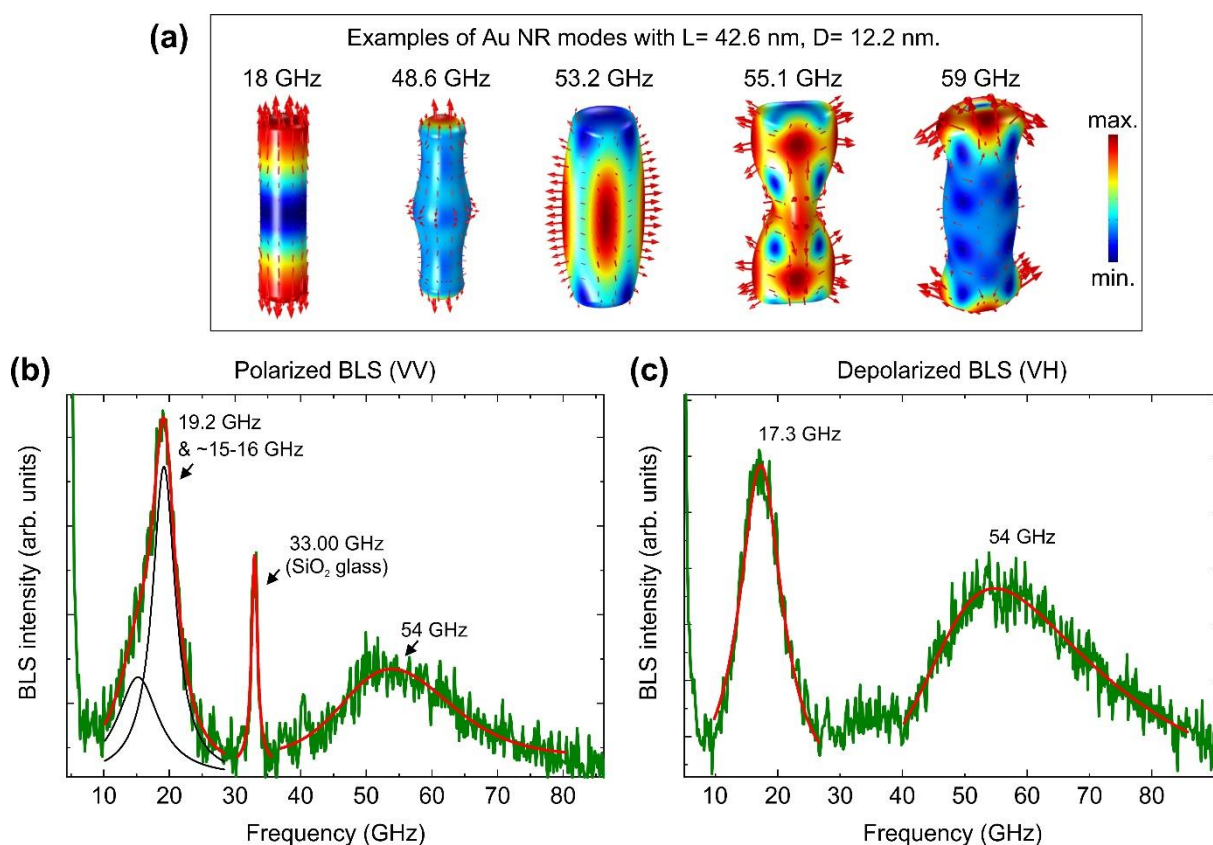 (a)
Examples of Au NR modes with L= 42.6 nm, D= 12.2 nm.
18 GHz 48.6 GHz 53.2 GHz 55.1 GHz 59 GHz
max.
min.
(b)
Polarized BLS (VV)
19.2 GHz
& ~15-16 GHz
33.00 GHz
(SiO₂ glass)
54 GHz
BLS intensity (arb. units)
10 20 30 40 50 60 70 80
Frequency (GHz)
(c)
Depolarized BLS (VH)
17.3 GHz
54 GHz
BLS intensity (arb. units)
10 20 30 40 50 60 70 80
Frequency (GHz)